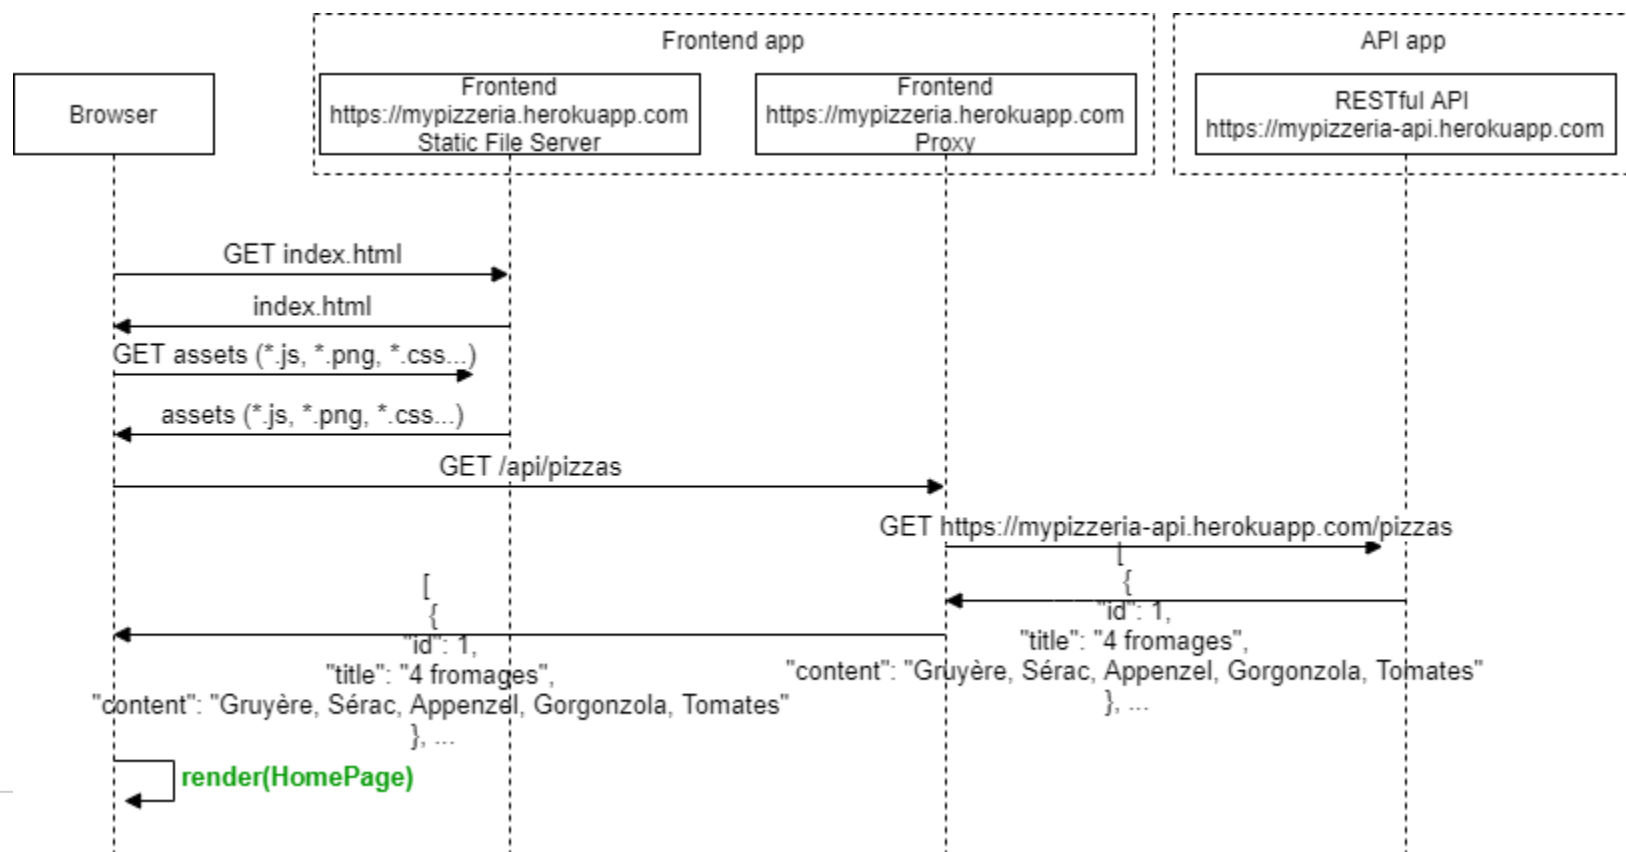 Frontend app
API app
Browser
Frontend
https://mypizzeria.herokuapp.com
Static File Server
Frontend
https://mypizzeria.herokuapp.com
Proxy
RESTful API
https://mypizzeria-api.herokuapp.com
GET index.html
index.html
GET assets (*.js, *.png, *.css...)
assets (*.js, *.png, *.css...)
GET /api/pizzas
GET https://mypizzeria-api.herokuapp.com/pizzas
[
{
"id": 1,
"title": "4 fromages",
"content": "Gruyère, Sérac, Appenzel, Gorgonzola, Tomates"
}, ...
[
{
"id": 1,
"title": "4 fromages",
"content": "Gruyère, Sérac, Appenzel, Gorgonzola, Tomates"
}, ...
render(HomePage)